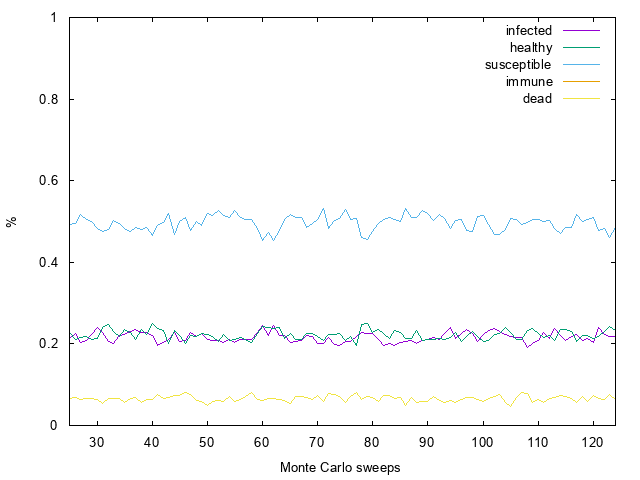 1
0.8
0.6
0.4
0.2
0
%
30 40 50 60 70 80 90 100 110 120
Monte Carlo sweeps
infected
healthy
susceptible
immune
dead